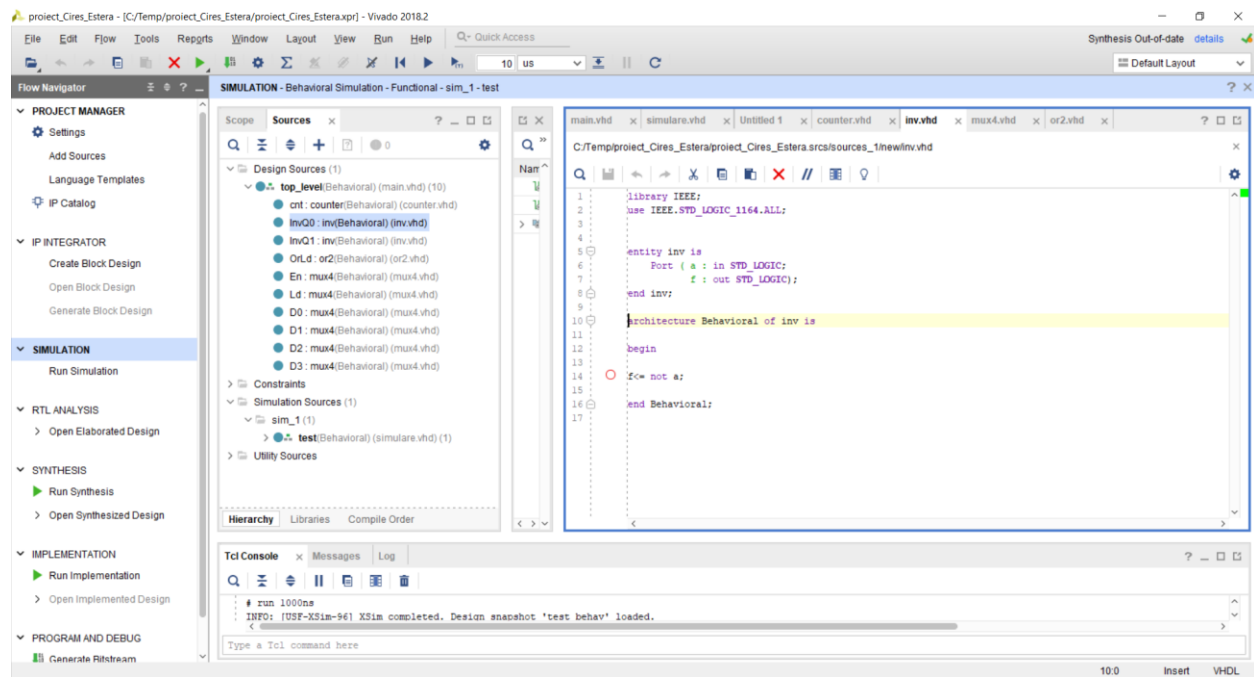 proiect_Cires_Estera - [C:/Temp/proiect_Cires_Estera/proiect_Cires_Estera.xpr] - Vivado 2018.2
File Edit Flow Tools Reports Window Layout View Run Help Quick Access
Synthesis Out-of-date details
10 us
Default Layout
Flow Navigator
PROJECT MANAGER
Settings
Add Sources
Language Templates
IP Catalog
IP INTEGRATOR
Create Block Design
Open Block Design
Generate Block Design
SIMULATION
Run Simulation
RTL ANALYSIS
Open Elaborated Design
SYNTHESIS
Run Synthesis
Open Synthesized Design
IMPLEMENTATION
Run Implementation
Open Implemented Design
PROGRAM AND DEBUG
Generate Bitstream
SIMULATION - Behavioral Simulation - Functional - sim_1 - test
Scope Sources
0
Design Sources (1)
top_level(Behavioral) (main.vhd) (10)
cnt : counter(Behavioral) (counter.vhd)
InvQ0 : inv(Behavioral) (inv.vhd)
InvQ1 : inv(Behavioral) (inv.vhd)
OrLd : or2(Behavioral) (or2.vhd)
En : mux4(Behavioral) (mux4.vhd)
Ld : mux4(Behavioral) (mux4.vhd)
D0 : mux4(Behavioral) (mux4.vhd)
D1 : mux4(Behavioral) (mux4.vhd)
D2 : mux4(Behavioral) (mux4.vhd)
D3 : mux4(Behavioral) (mux4.vhd)
Constraints
Simulation Sources (1)
sim_1 (1)
test(Behavioral) (simulare.vhd) (1)
Utility Sources
Hierarchy Libraries Compile Order
main.vhd simulare.vhd Untitled 1 counter.vhd inv.vhd mux4.vhd or2.vhd
C:/Temp/proiect_Cires_Estera/proiect_Cires_Estera.srcs/sources_1/new/inv.vhd
1 library IEEE;
2 use IEEE.STD_LOGIC_1164.ALL;
3
4
5 entity inv is
6 Port ( a : in STD_LOGIC;
7 f : out STD_LOGIC);
8 end inv;
9
10 architecture Behavioral of inv is
11
12 begin
13
14 f<= not a;
15
16 end Behavioral;
17
Tcl Console Messages Log
# run 1000ns
INFO: [USF-XSim-96] XSim completed. Design snapshot 'test_behav' loaded.
Type a Tcl command here
10:0 Insert VHDL